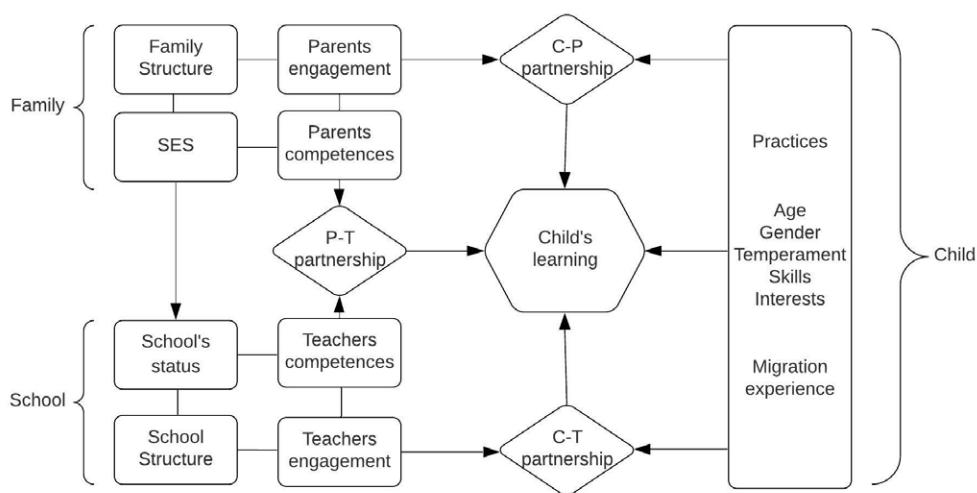 Family
Structure
Parents
engagement
C-P
partnership
Family
SES
Parents
competences
Practices
P-T
partnership
Child's
learning
Age
Gender
Temperament
Skills
Interests
Child
School's
status
Teachers
competences
Migration
experience
School
School
Structure
Teachers
engagement
C-T
partnership